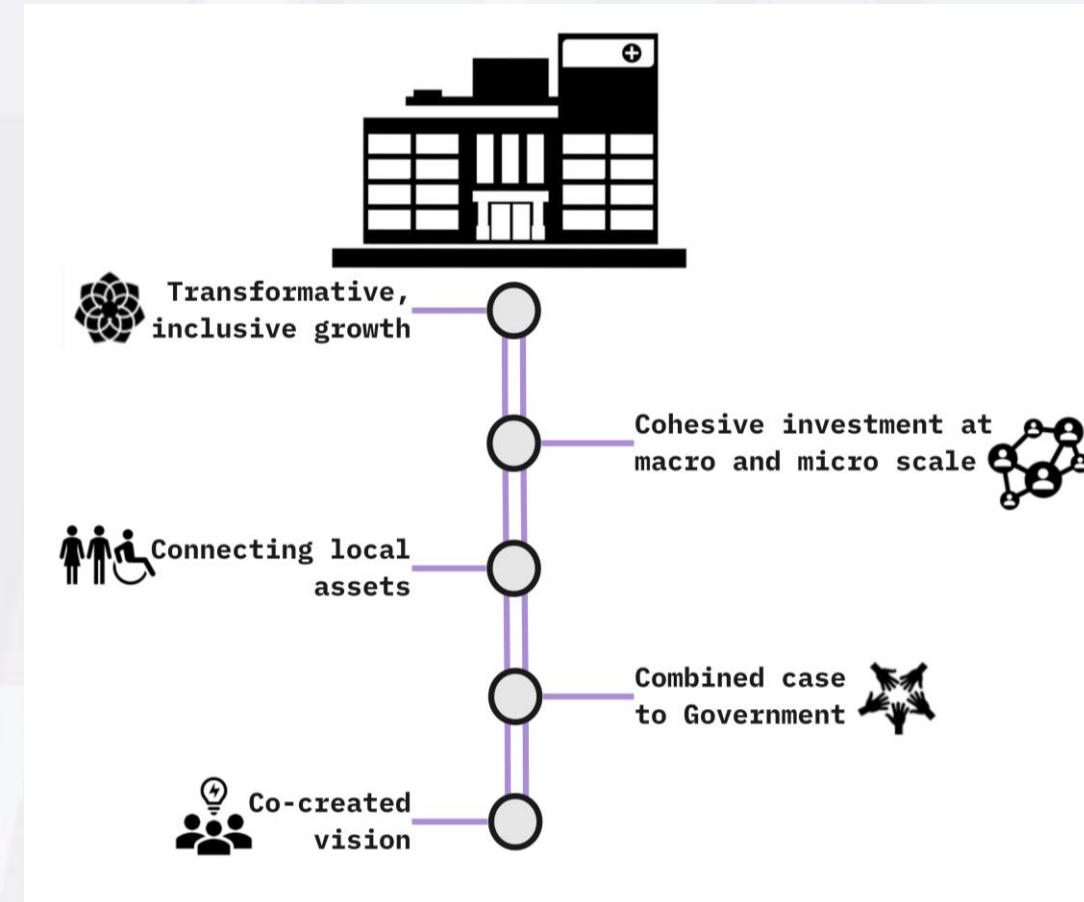 Transformative,
inclusive growth
Cohesive investment at
macro and micro scale
Connecting local
assets
Combined case
to Government
Co-created
vision